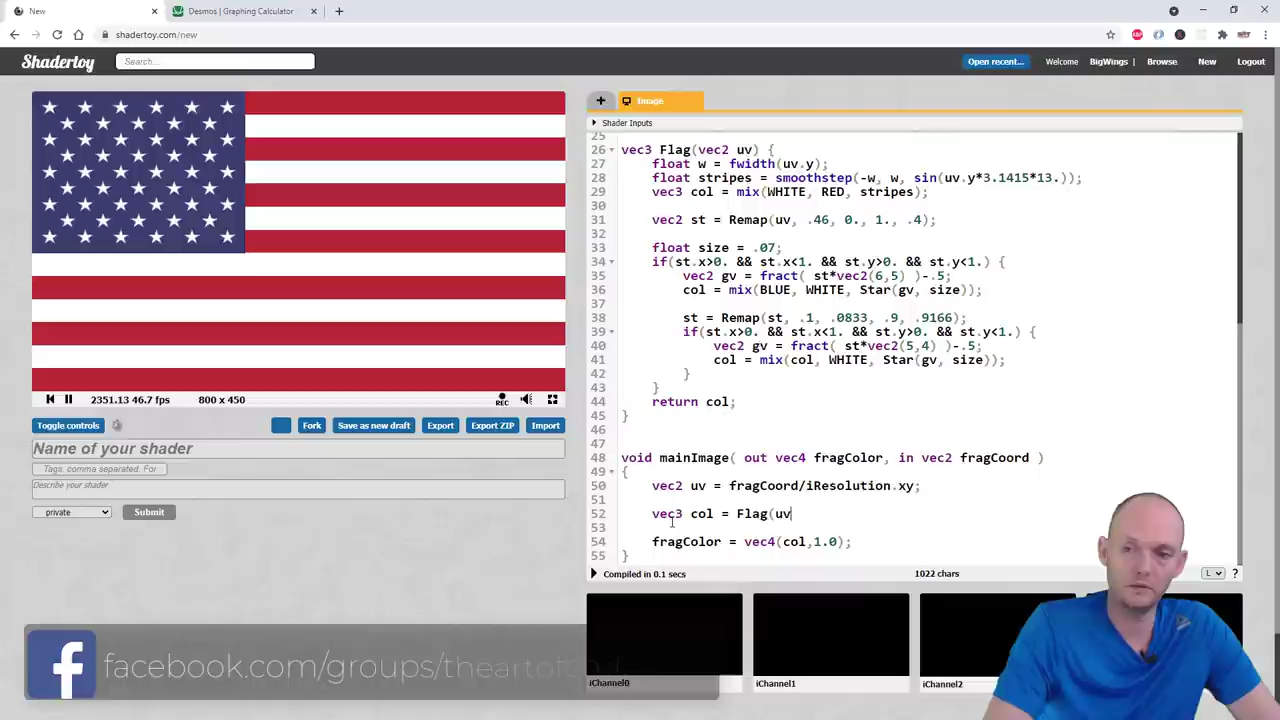 New
Desmos | Graphing Calculator
shadertoy.com/new
Shadertoy
Search...
Open recent...
Welcome
BigWings |
Browse
New
Logout
Image
Shader Inputs
25
26 vec3 Flag(vec2 uv) {
27 float w = fwidth(uv.y);
28 float stripes = smoothstep(-w, w, sin(uv.y*3.1415*13.));
29 vec3 col = mix(WHITE, RED, stripes);
30
31 vec2 st = Remap(uv, .46, 0., 1., .4);
32
33 float size = .07;
34 if(st.x>0. && st.x<1. && st.y>0. && st.y<1.) {
35 vec2 gv = fract( st*vec2(6,5) )-.5;
36 col = mix(BLUE, WHITE, Star(gv, size));
37
38 st = Remap(st, .1, .0833, .9, .9166);
39 if(st.x>0. && st.x<1. && st.y>0. && st.y<1.) {
40 vec2 gv = fract( st*vec2(5,4) )-.5;
41 col = mix(col, WHITE, Star(gv, size));
42 }
43 }
44 return col;
45 }
46
47
48 void mainImage( out vec4 fragColor, in vec2 fragCoord )
49 {
50 vec2 uv = fragCoord/iResolution.xy;
51
52 vec3 col = Flag(uv
53
54 fragColor = vec4(col,1.0);
55 }
2351.13 46.7 fps 800 x 450
REC
Toggle controls
Fork
Save as new draft
Export
Export ZIP
Import
Name of your shader
Tags, comma separated. For
Describe your shader
private
Submit
Compiled in 0.1 secs
1022 chars
L
?
facebook.com/groups/theartof
iChannel0
iChannel1
iChannel2